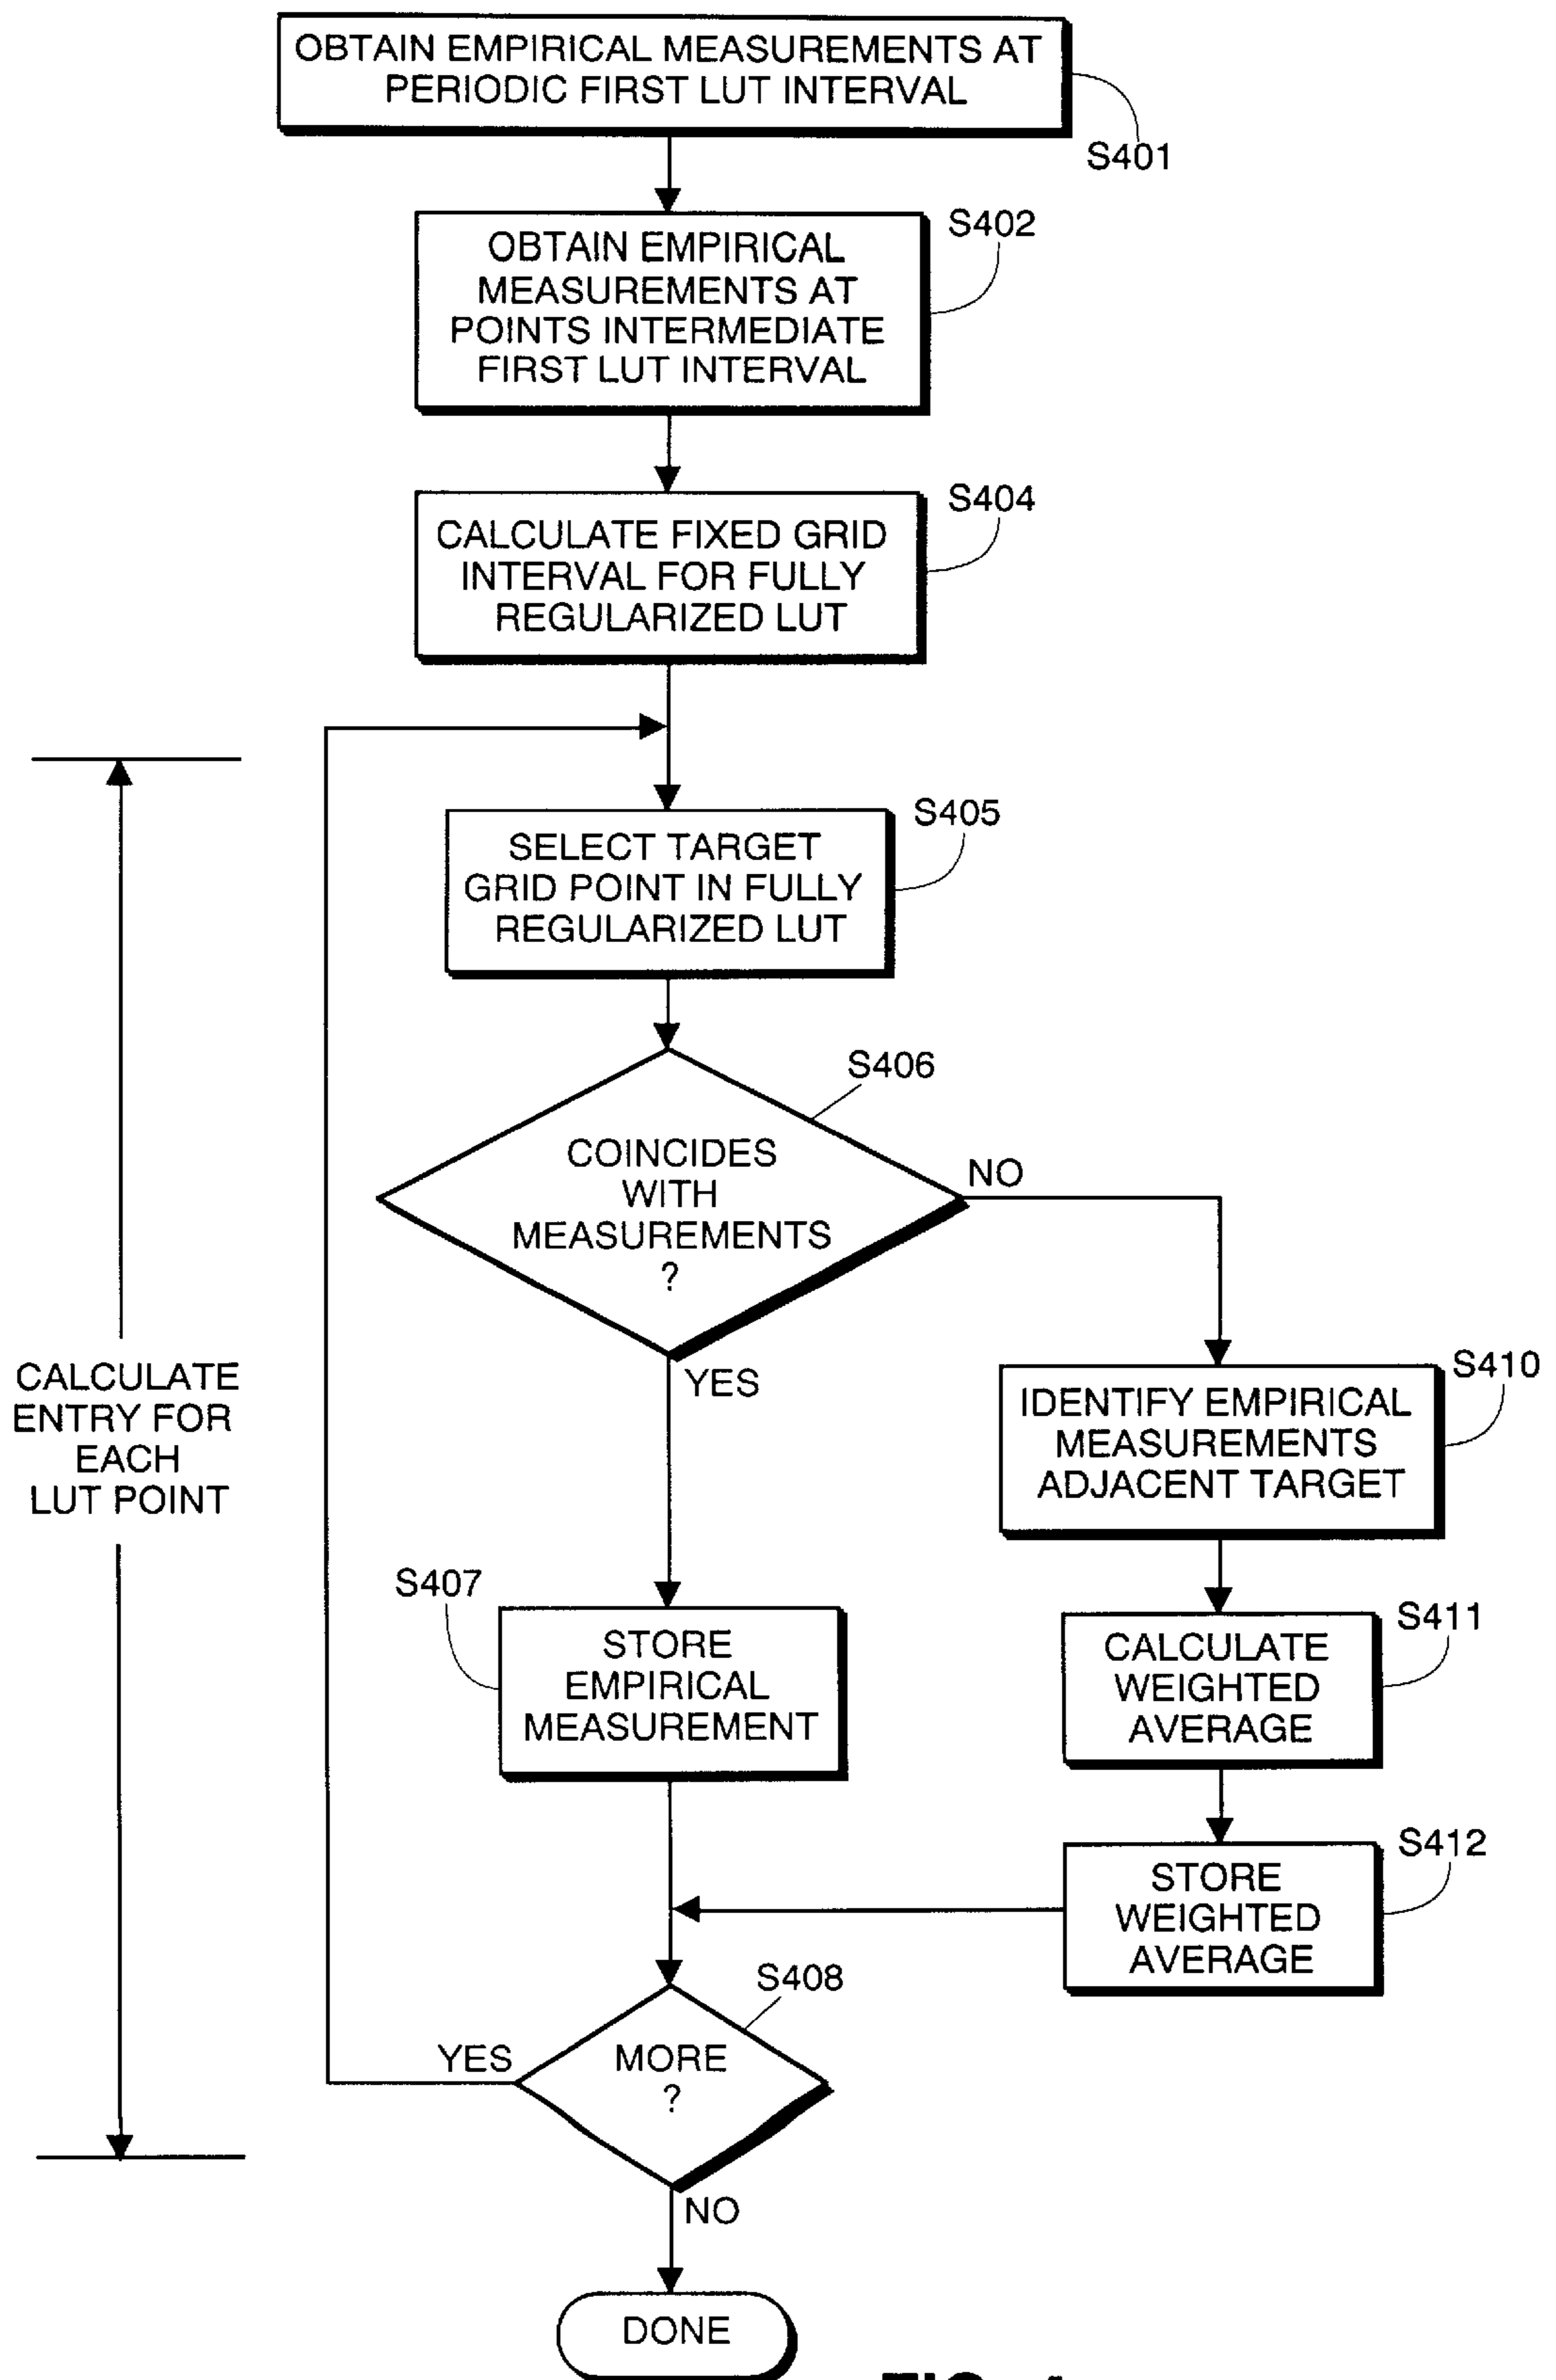 OBTAIN EMPIRICAL MEASUREMENTS AT
PERIODIC FIRST LUT INTERVAL
S401
S402
OBTAIN EMPIRICAL
MEASUREMENTS AT
POINTS INTERMEDIATE
FIRST LUT INTERVAL
S404
CALCULATE FIXED GRID
INTERVAL FOR FULLY
REGULARIZED LUT
S405
SELECT TARGET
GRID POINT IN FULLY
REGULARIZED LUT
S406
COINCIDES
WITH
MEASUREMENTS
?
NO
YES
CALCULATE
ENTRY FOR
EACH
LUT POINT
S410
IDENTIFY EMPIRICAL
MEASUREMENTS
ADJACENT TARGET
S407
STORE
EMPIRICAL
MEASUREMENT
S411
CALCULATE
WEIGHTED
AVERAGE
S412
STORE
WEIGHTED
AVERAGE
S408
MORE
?
YES
NO
DONE